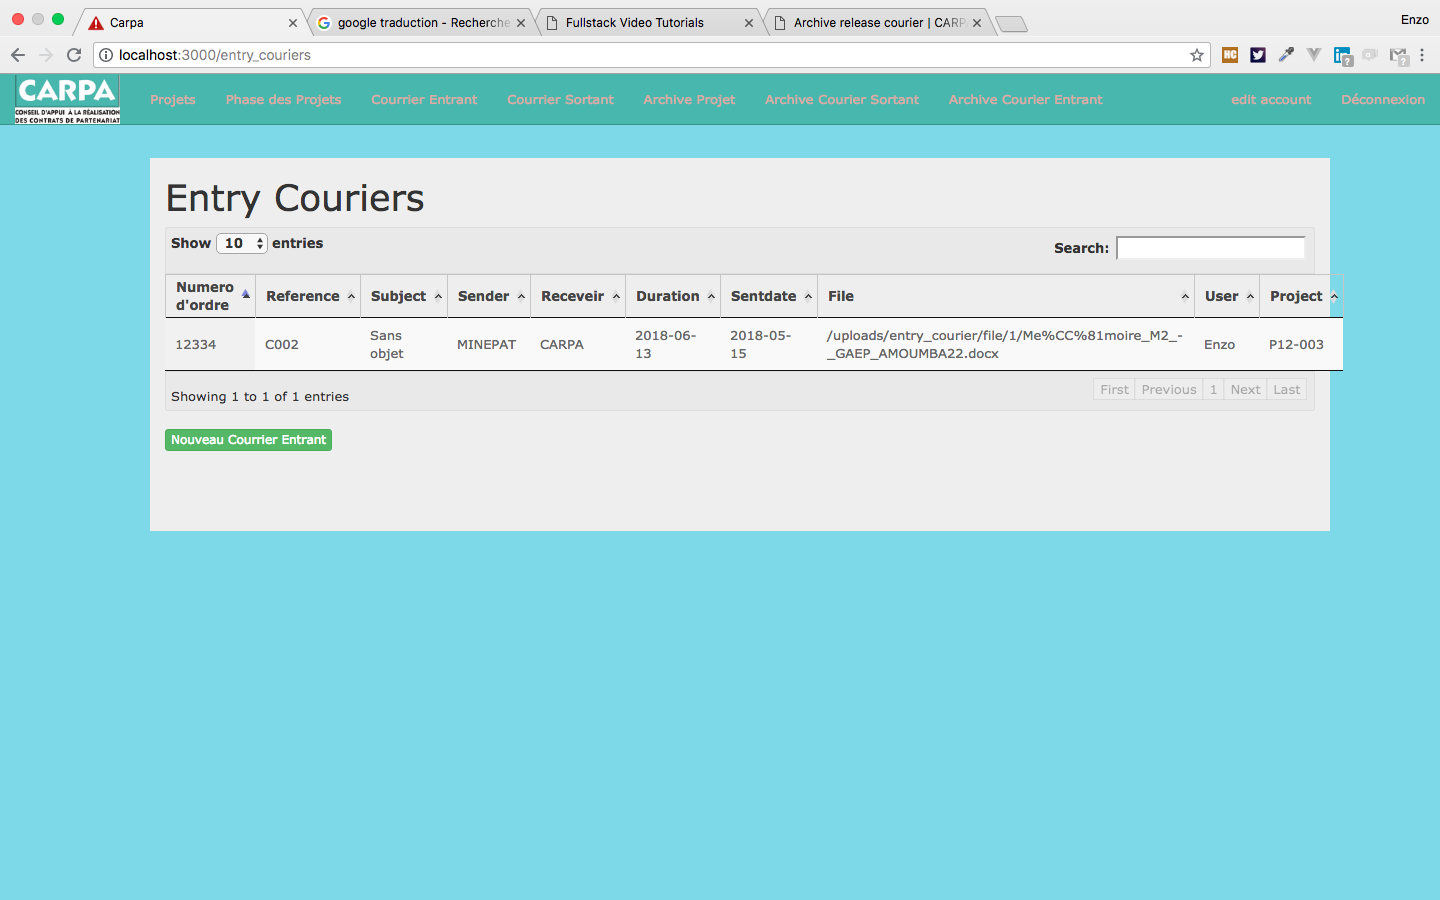 Carpa
google traduction - Recherche
Fullstack Video Tutorials
Archive release courier | CARP
Enzo
localhost:3000/entry_couriers
CARPA
CONSEIL D'APPUI À LA RÉALISATION
DES CONTRATS DE PARTENARIAT
Projets Phase des Projets Courrier Entrant Courrier Sortant Archive Projet Archive Courier Sortant Archive Courier Entrant edit account Déconnexion
Entry Couriers
Show 10 entries
Search:
Numero d'ordre Reference Subject Sender Receveir Duration Sentdate File User Project
12334 C002 Sans objet MINEPAT CARPA 2018-06-13 2018-05-15 /uploads/entry_courier/file/1/Me%CC%81moire_M2_-_GAEP_AMOUMBA22.docx Enzo P12-003
Showing 1 to 1 of 1 entries
First Previous 1 Next Last
Nouveau Courrier Entrant